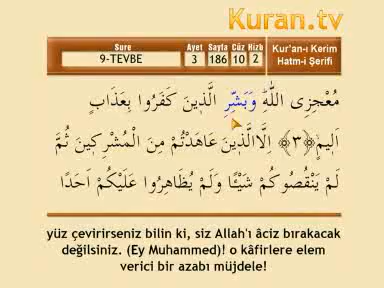 Kuran.tv
Sure Ayet Sayfa Cüz Hizb
9-TEVBE 3 186 10 2
Kur'an-ı Kerim
Hatm-i Şerifi
مُعْجِزِى اللّٰهِ وَبَشِّرِ الَّذ۪ينَ كَفَرُوا بِعَذَابٍ
اَل۪يمٍ ﴿٣﴾ اِلَّا الَّذ۪ينَ عَاهَدْتُمْ مِنَ الْمُشْرِك۪ينَ ثُمَّ
لَمْ يَنْقُصُوكُمْ شَيْـًٔا وَلَمْ يُظَاهِرُوا عَلَيْكُمْ اَحَدًا
yüz çevirirseniz bilin ki, siz Allah'ı âciz bırakacak
değilsiniz. (Ey Muhammed)! o kâfirlere elem
verici bir azabı müjdele!